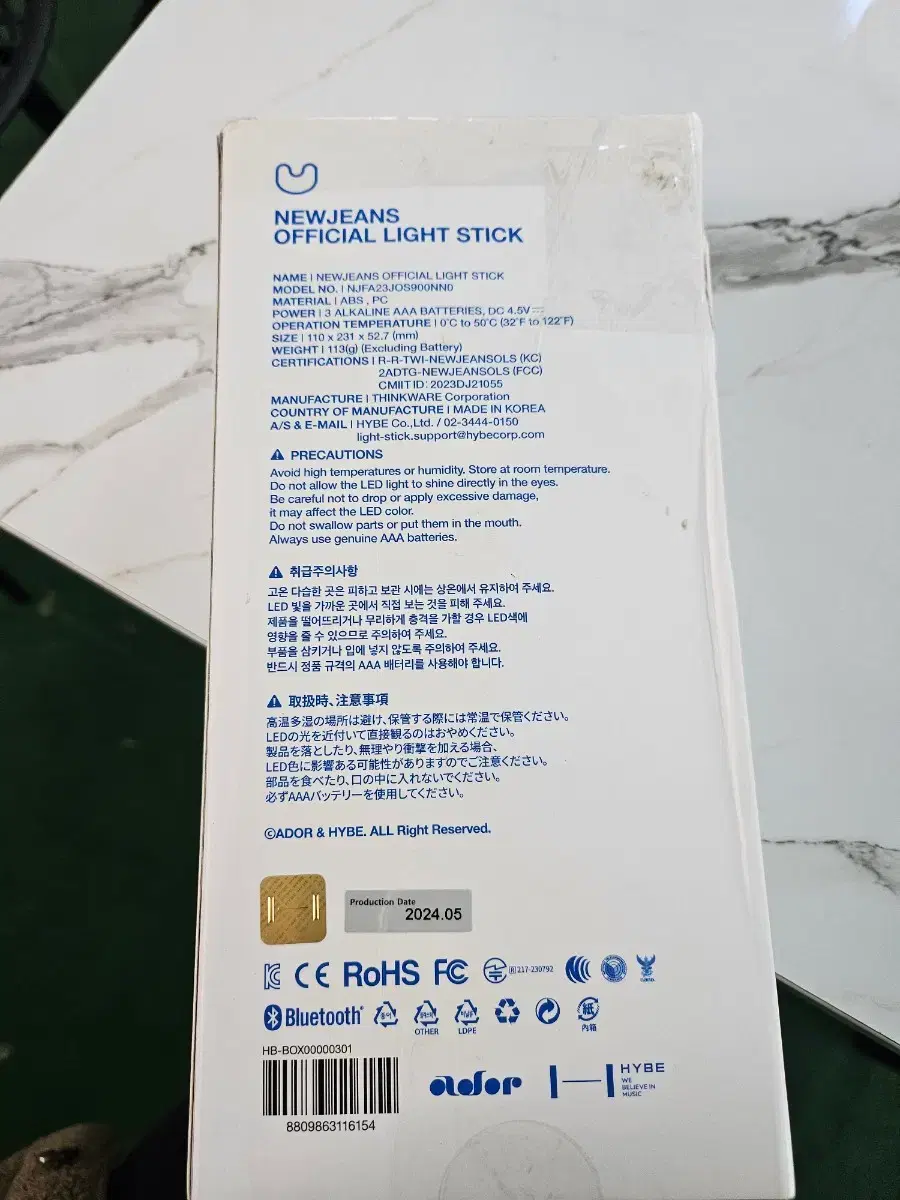 NEWJEANS
OFFICIAL LIGHT STICK
NAME | NEWJEANS OFFICIAL LIGHT STICK
MODEL NO. | NJFA23JOS900NN0
MATERIAL | ABS , PC
POWER | 3 ALKALINE AAA BATTERIES, DC 4.5V⎓
OPERATION TEMPERATURE | 0°C to 50°C (32°F to 122°F)
SIZE | 110 x 231 x 52.7 (mm)
WEIGHT | 113(g) (Excluding Battery)
CERTIFICATIONS | R-R-TWI-NEWJEANSOLS (KC)
2ADTG-NEWJEANSOLS (FCC)
CMIIT ID: 2023DJ21055
MANUFACTURE | THINKWARE Corporation
COUNTRY OF MANUFACTURE | MADE IN KOREA
A/S & E-MAIL | HYBE Co.,Ltd. / 02-3444-0150
light-stick.support@hybecorp.com
⚠ PRECAUTIONS
Avoid high temperatures or humidity. Store at room temperature.
Do not allow the LED light to shine directly in the eyes.
Be careful not to drop or apply excessive damage,
it may affect the LED color.
Do not swallow parts or put them in the mouth.
Always use genuine AAA batteries.
⚠ 취급주의사항
고온 다습한 곳은 피하고 보관 시에는 상온에서 유지하여 주세요.
LED 빛을 가까운 곳에서 직접 보는 것을 피해 주세요.
제품을 떨어뜨리거나 무리하게 충격을 가할 경우 LED색에
영향을 줄 수 있으므로 주의하여 주세요.
부품을 삼키거나 입에 넣지 않도록 주의하여 주세요.
반드시 정품 규격의 AAA 배터리를 사용해야 합니다.
⚠ 取扱時、注意事項
高温多湿の場所は避け、保管する際には常温で保管ください。
LEDの光を近付いて直接観るのはおやめください。
製品を落としたり、無理やり衝撃を加える場合、
LED色に影響ある可能性がありますのでご注意ください。
部品を食べたり、口の中に入れないでください。
必ずAAAバッテリーを使用してください。
©ADOR & HYBE. ALL Right Reserved.
Production Date
2024.05
CE RoHS FC R 217-230792
Bluetooth
OTHER LDPE 紙
内箱
HB-BOX00000301
8809863116154
ador
HYBE
WE
BELIEVE IN
MUSIC